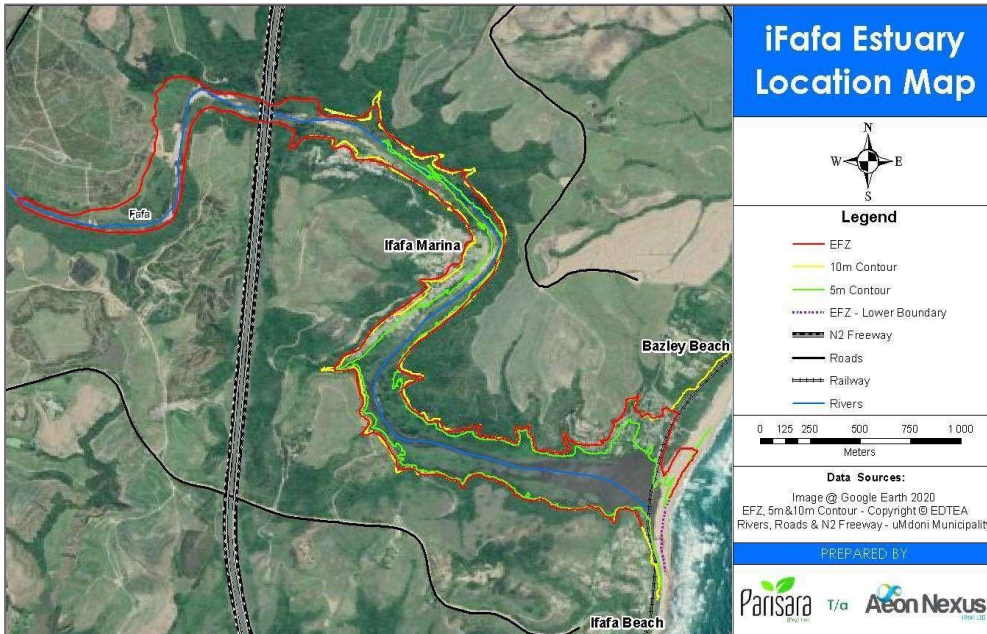 iFafa Estuary
Location Map
N
W
E
S
Legend
EFZ
10m Contour
5m Contour
EFZ - Lower Boundary
N2 Freeway
Roads
Railway
Rivers
0 125 250 500 750 1 000
Meters
Data Sources:
Image @ Google Earth 2020
EFZ, 5m &10m Contour - Copyright © EDTEA
Rivers, Roads & N2 Freeway - uMdoni Municipality
PREPARED BY
Parisara
T/a
Aeon Nexus
Fafa
Ifafa Marina
Bazley Beach
Ifafa Beach